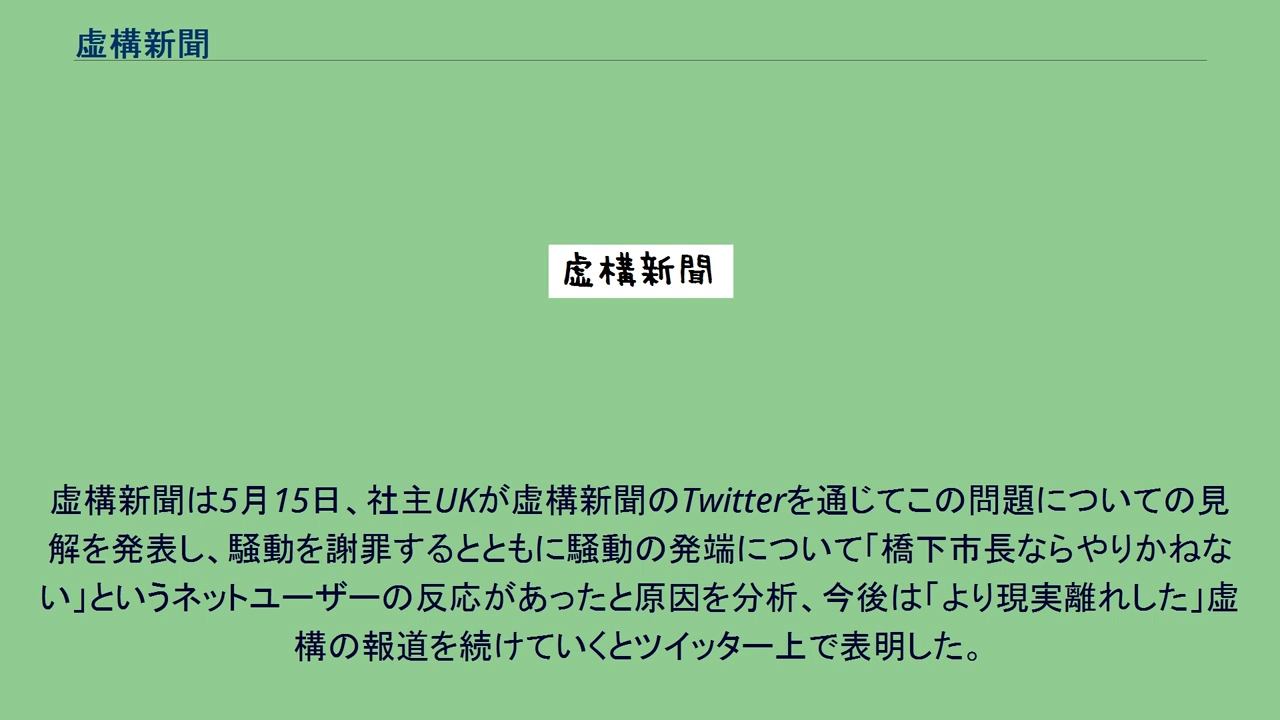 虚構新聞
虚構新聞
虚構新聞は5月15日、社主UKが虚構新聞のTwitterを通じてこの問題についての見
解を発表し、騒動を謝罪するとともに騒動の発端について「橋下市長ならやりかねな
い」というネットユーザーの反応があったと原因を分析、今後は「より現実離れした」虚
構の報道を続けていくとツイッター上で表明した。